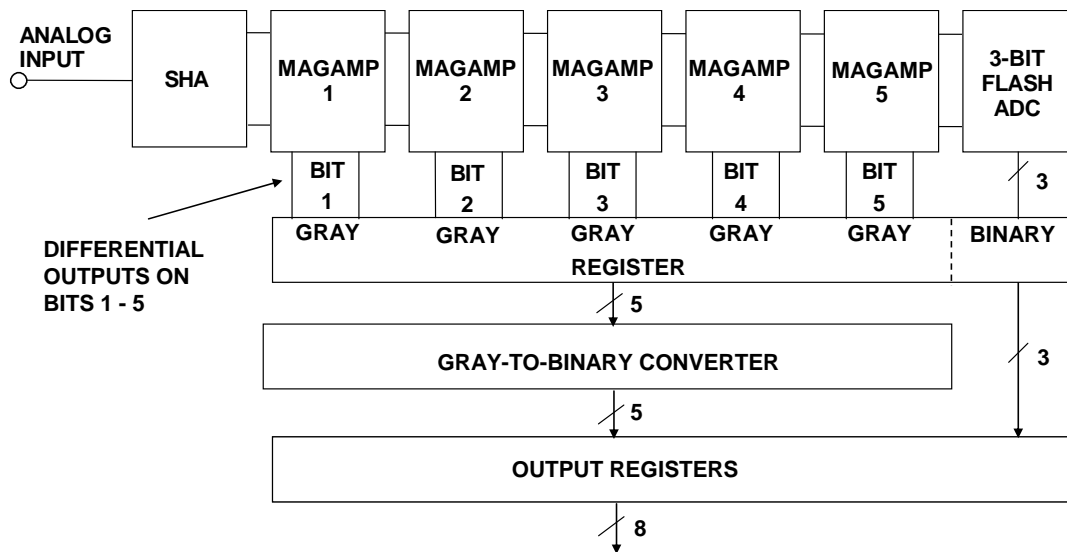 ANALOG
INPUT
SHA
MAGAMP
1
MAGAMP
2
MAGAMP
3
MAGAMP
4
MAGAMP
5
3-BIT
FLASH
ADC
BIT
1
BIT
2
BIT
3
BIT
4
BIT
5
3
GRAY
GRAY
GRAY
GRAY
GRAY
BINARY
REGISTER
DIFFERENTIAL
OUTPUTS ON
BITS 1 - 5
5
GRAY-TO-BINARY CONVERTER
3
5
OUTPUT REGISTERS
8